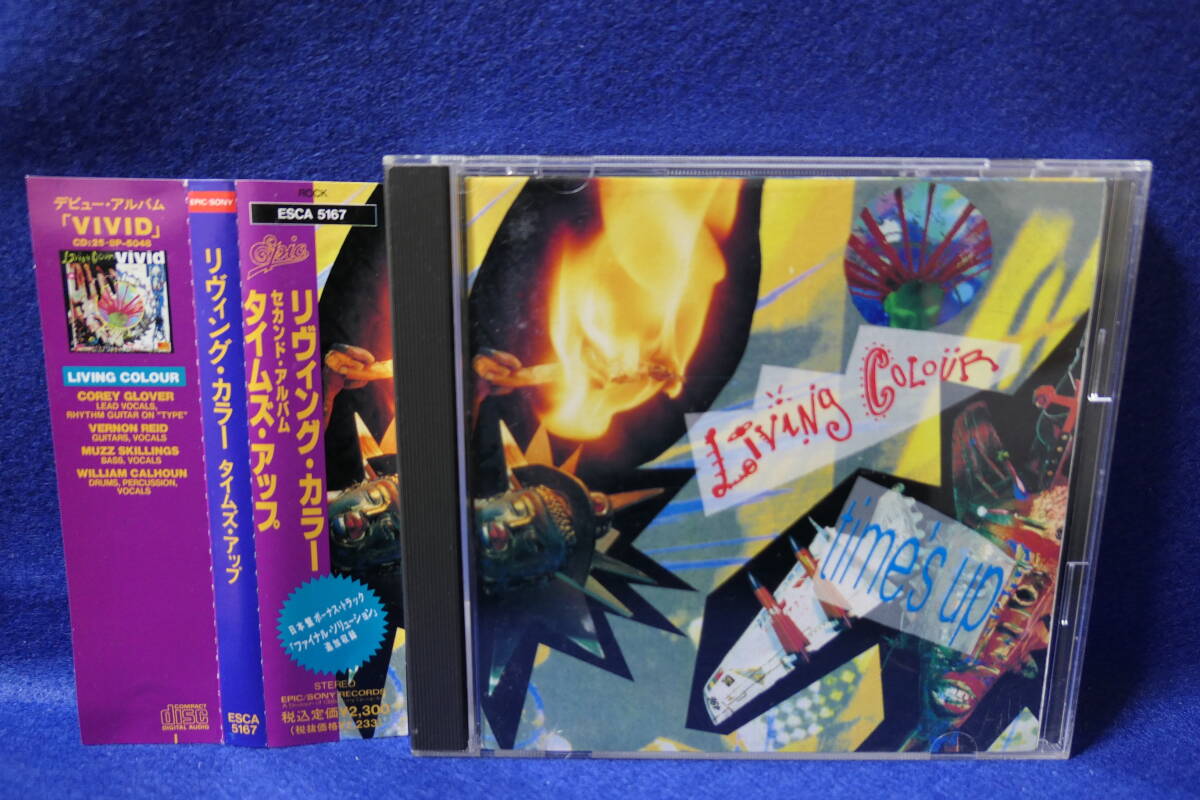 デビュー・アルバム
「VIVID」
CD:25・8P-5048
Living Colour vivid
LIVING COLOUR
COREY GLOVER
LEAD VOCALS,
RHYTHM GUITAR ON "TYPE"
VERNON REID
GUITARS, VOCALS
MUZZ SKILLINGS
BASS, VOCALS
WILLIAM CALHOUN
DRUMS, PERCUSSION,
VOCALS
COMPACT
disc
DIGITAL AUDIO
EPIC/SONY
リヴィング・カラー タイムズ・アップ
ESCA
5167
ROCK
ESCA 5167
Epic
リヴィング・カラー
セカンド・アルバム
タイムズ・アップ
日本盤ボーナス・トラック
「ファイナル・ソリューション」
追加収録
STEREO
EPIC/SONY RECORDS
税込定価¥2,300
LIVING COLOUR
time's up